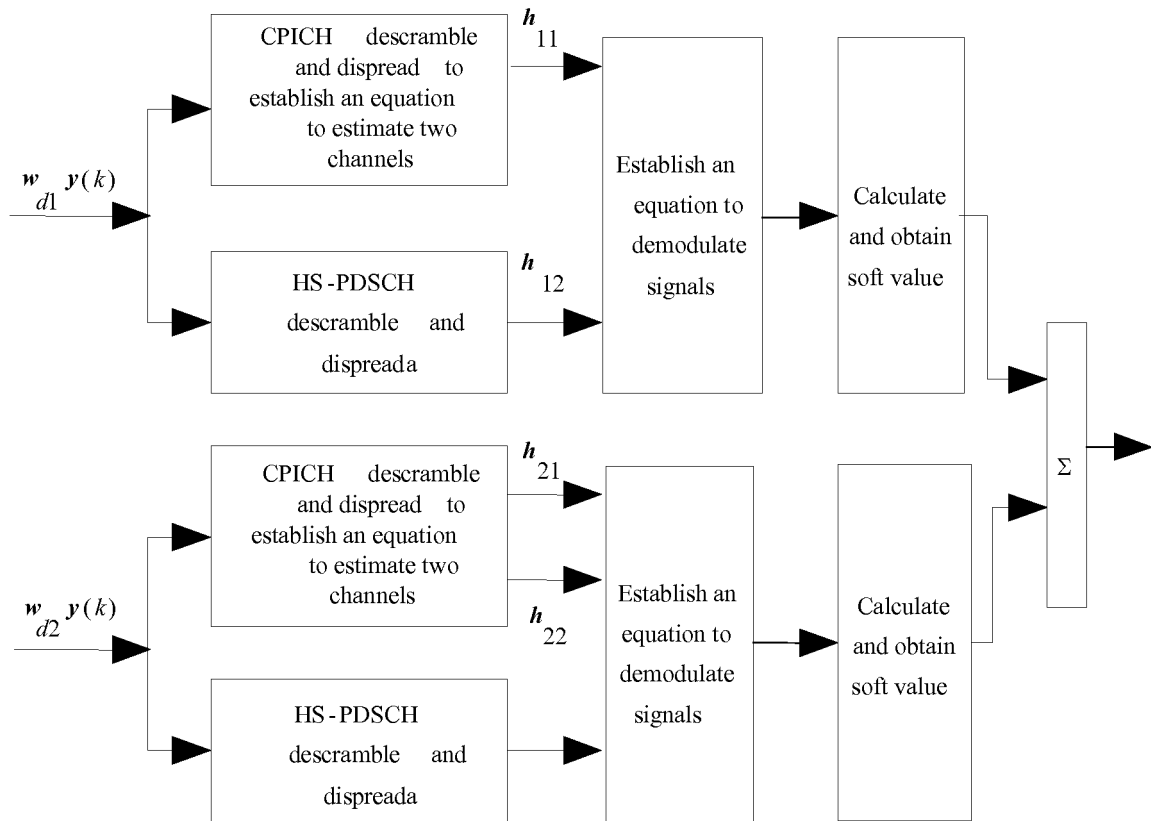 w d1 y(k)
CPICH descramble
and dispread to
establish an equation
to estimate two
channels
h 11
HS-PDSCH
descramble and
dispreada
h 12
Establish an
equation to
demodulate
signals
Calculate
and obtain
soft value
w d2 y(k)
CPICH descramble
and dispread to
establish an equation
to estimate two
channels
h 21
h 22
HS-PDSCH
descramble and
dispreada
Establish an
equation to
demodulate
signals
Calculate
and obtain
soft value
Σ